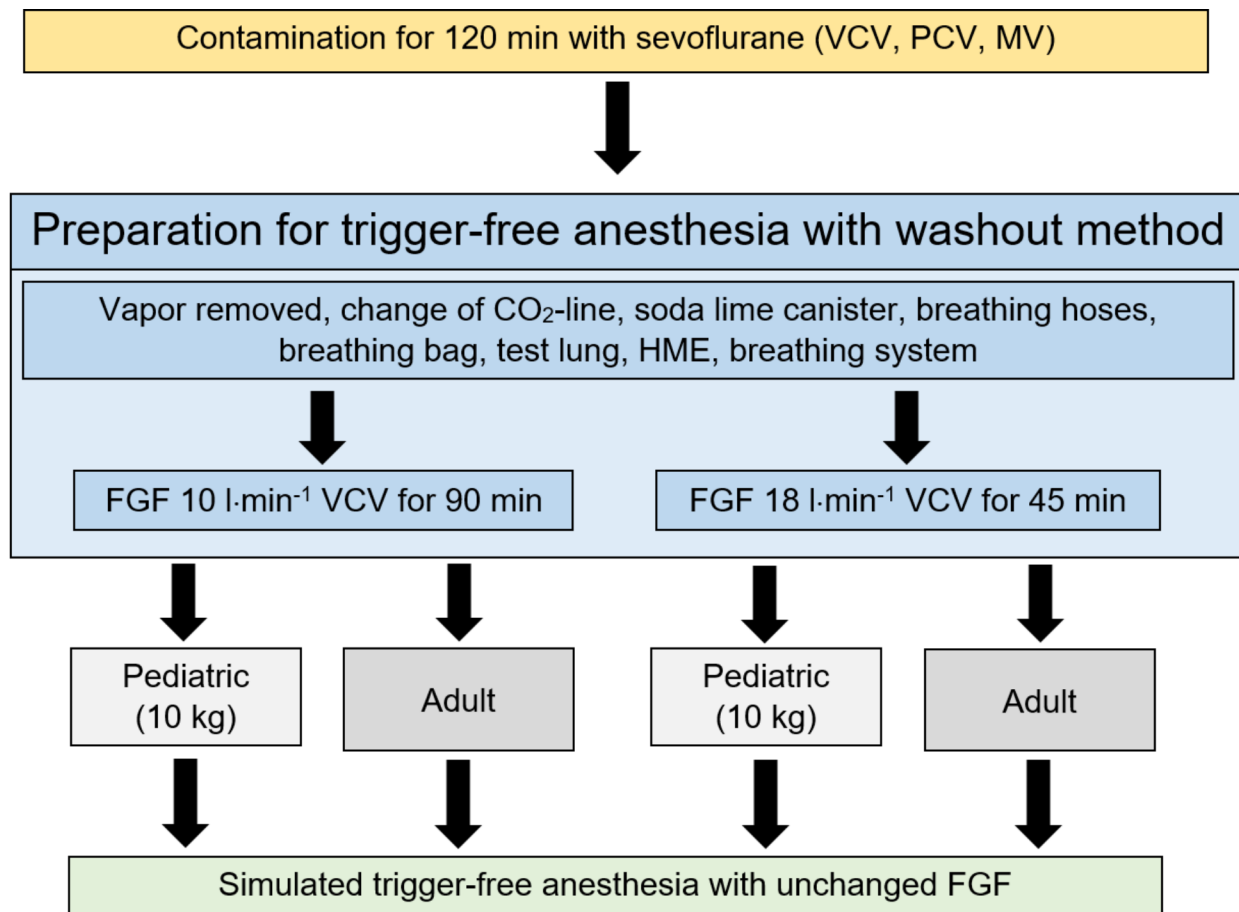 Contamination for 120 min with sevoflurane (VCV, PCV, MV)
Preparation for trigger-free anesthesia with washout method
Vapor removed, change of CO₂-line, soda lime canister, breathing hoses,
breathing bag, test lung, HME, breathing system
FGF 10 l·min⁻¹ VCV for 90 min
FGF 18 l·min⁻¹ VCV for 45 min
Pediatric
(10 kg)
Adult
Pediatric
(10 kg)
Adult
Simulated trigger-free anesthesia with unchanged FGF